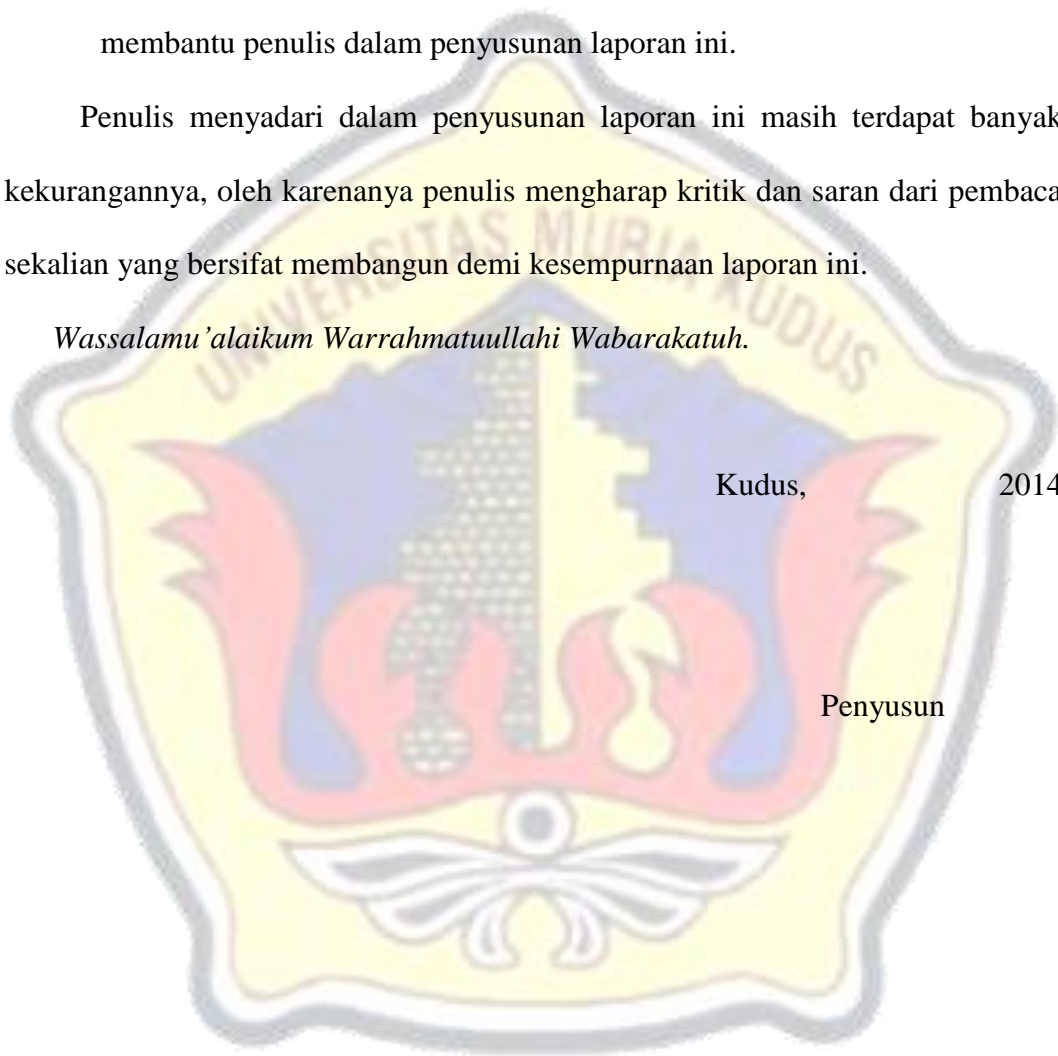 membantu penulis dalam penyusunan laporan ini.
Penulis menyadari dalam penyusunan laporan ini masih terdapat banyak
kekurangannya, oleh karenanya penulis mengharap kritik dan saran dari pembaca
sekalian yang bersifat membangun demi kesempurnaan laporan ini.
UNIVERSITAS MURIA KUDUS
Wassalamu’alaikum Warrahmatuullahi Wabarakatuh.
Kudus, 2014
Penyusun